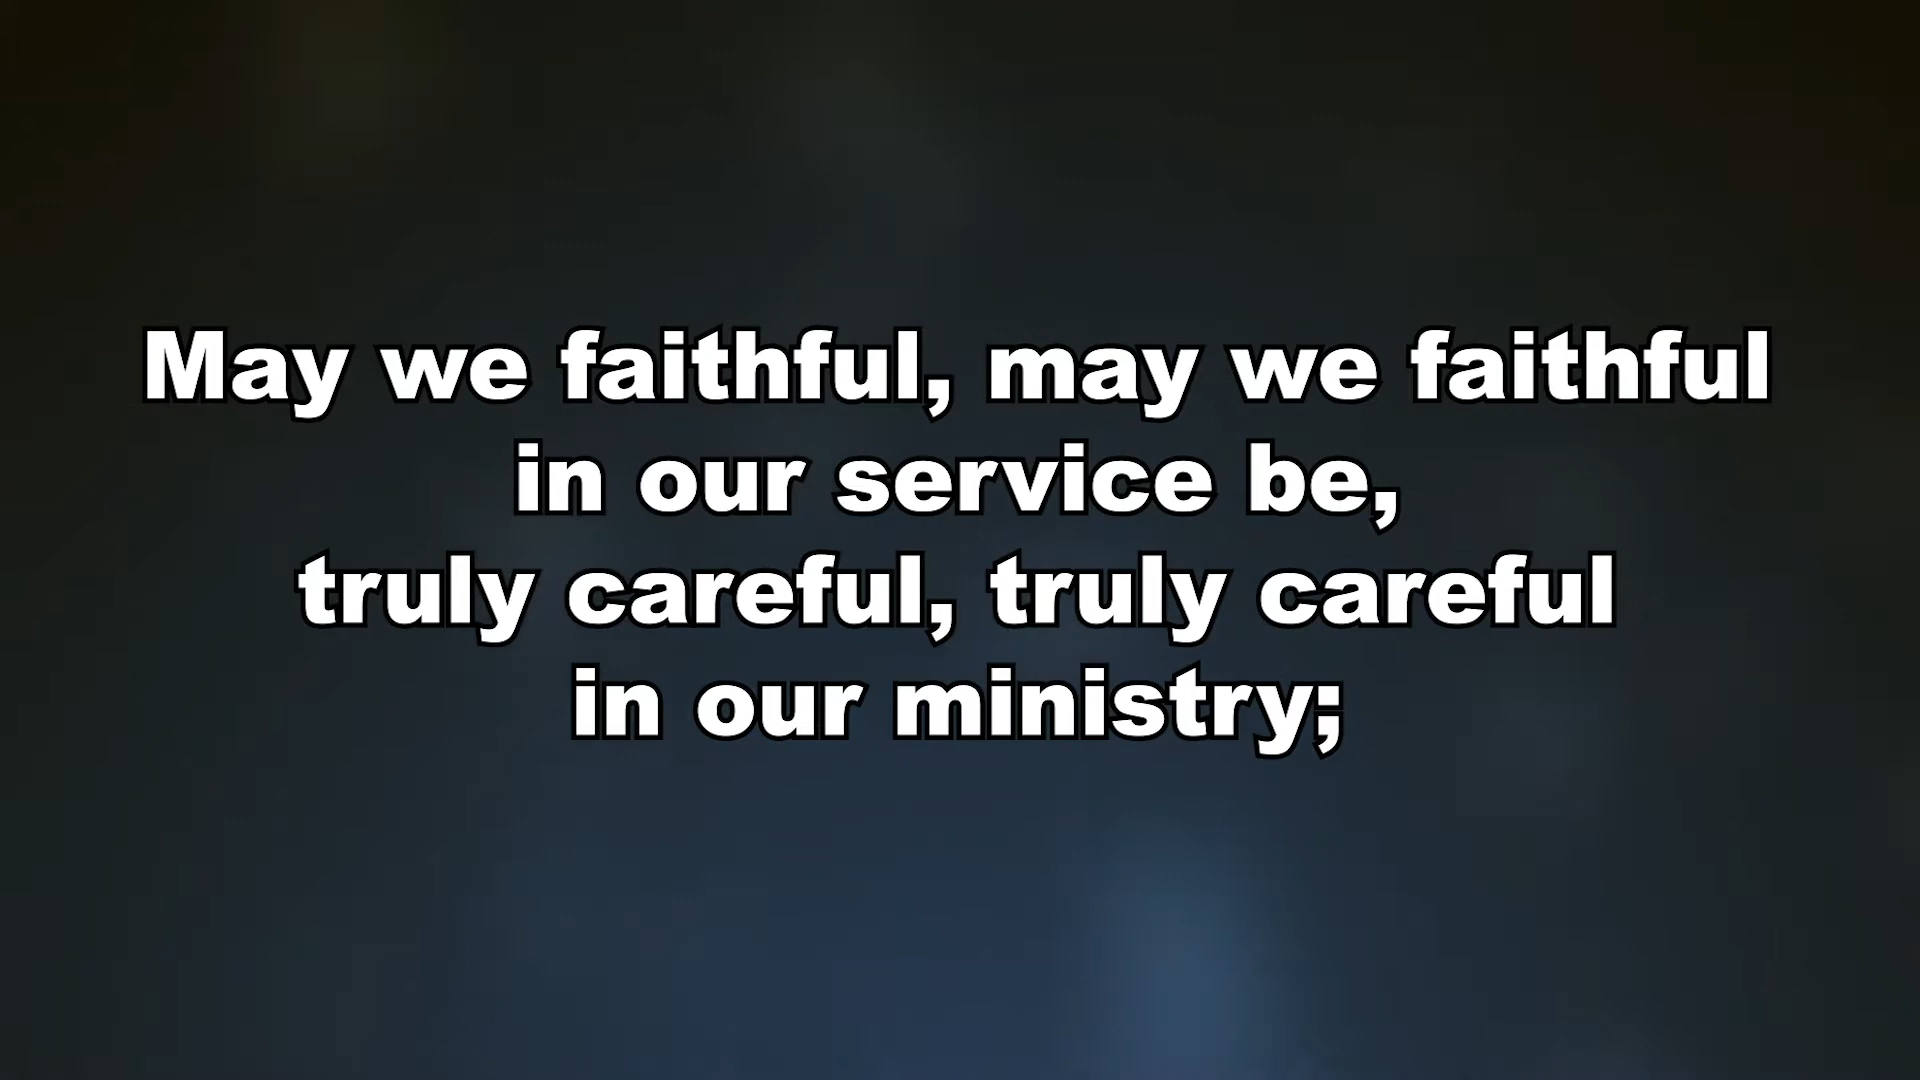 May we faithful, may we faithful
in our service be,
truly careful, truly careful
in our ministry;